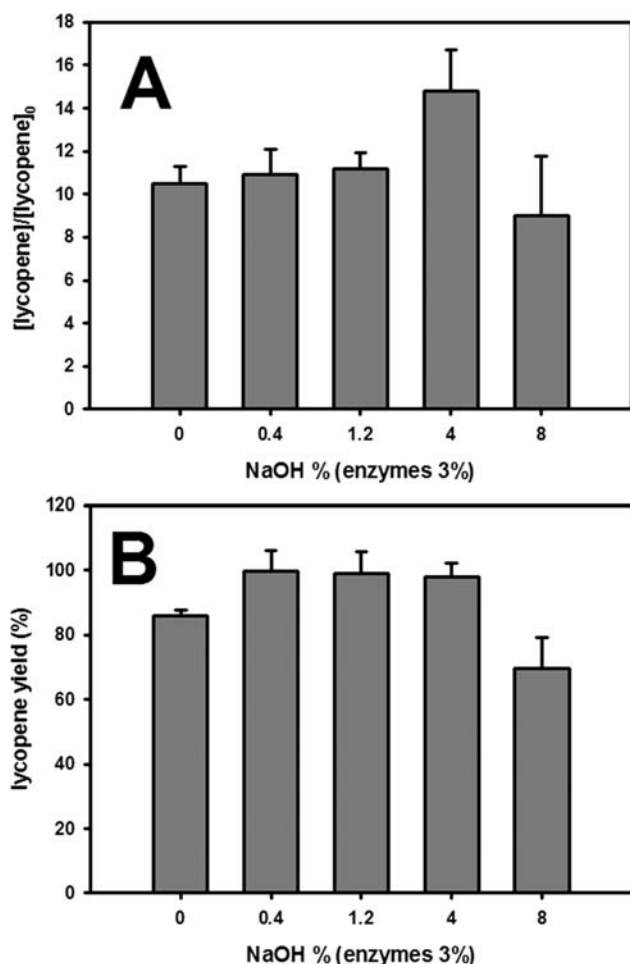 A
18
16
14
12
10
8
6
4
2
0
[lycopene]/[lycopene]₀
0 0.4 1.2 4 8
NaOH % (enzymes 3%)
B
120
100
80
60
40
20
0
lycopene yield (%)
0 0.4 1.2 4 8
NaOH % (enzymes 3%)